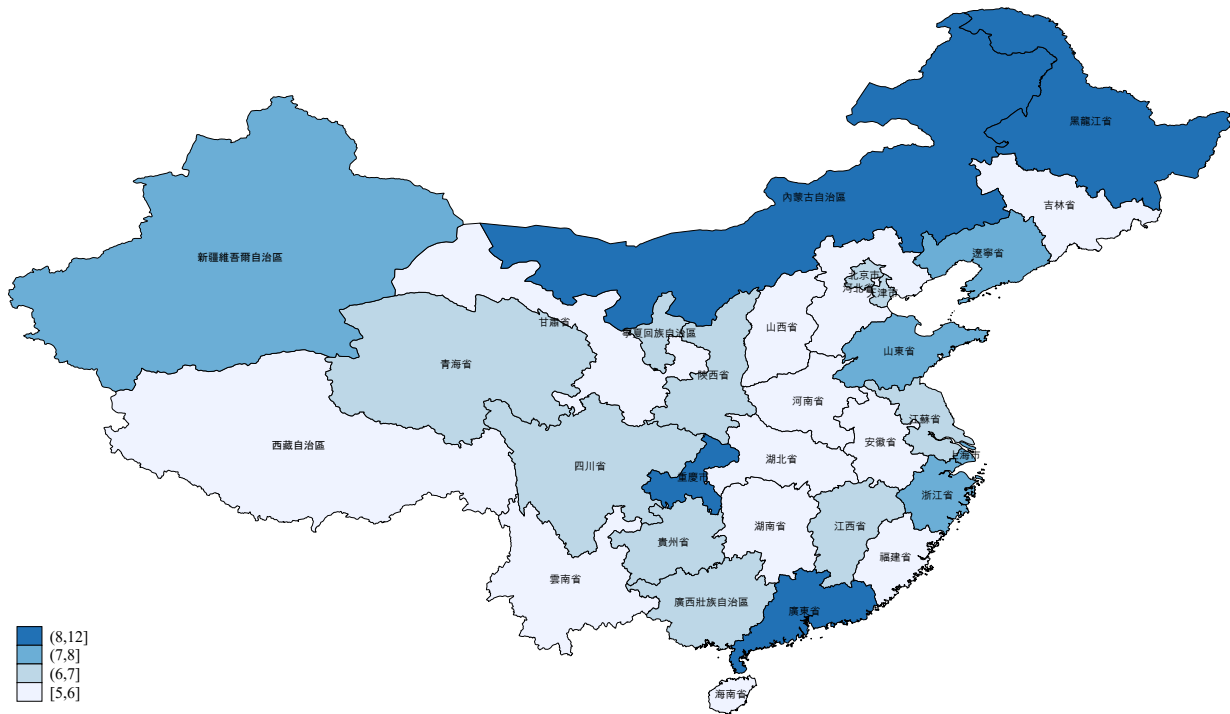 黑龍江省
內蒙古自治區
吉林省
新疆維吾爾自治區
遼寧省
北京市
河北省
天津市
甘肅省
山西省
寧夏回族自治區
山東省
青海省
陝西省
河南省
江蘇省
西藏自治區
安徽省
上海市
湖北省
四川省
重慶市
浙江省
湖南省
江西省
貴州省
福建省
雲南省
廣西壯族自治區
廣東省
海南省
(8,12]
(7,8]
(6,7]
[5,6]